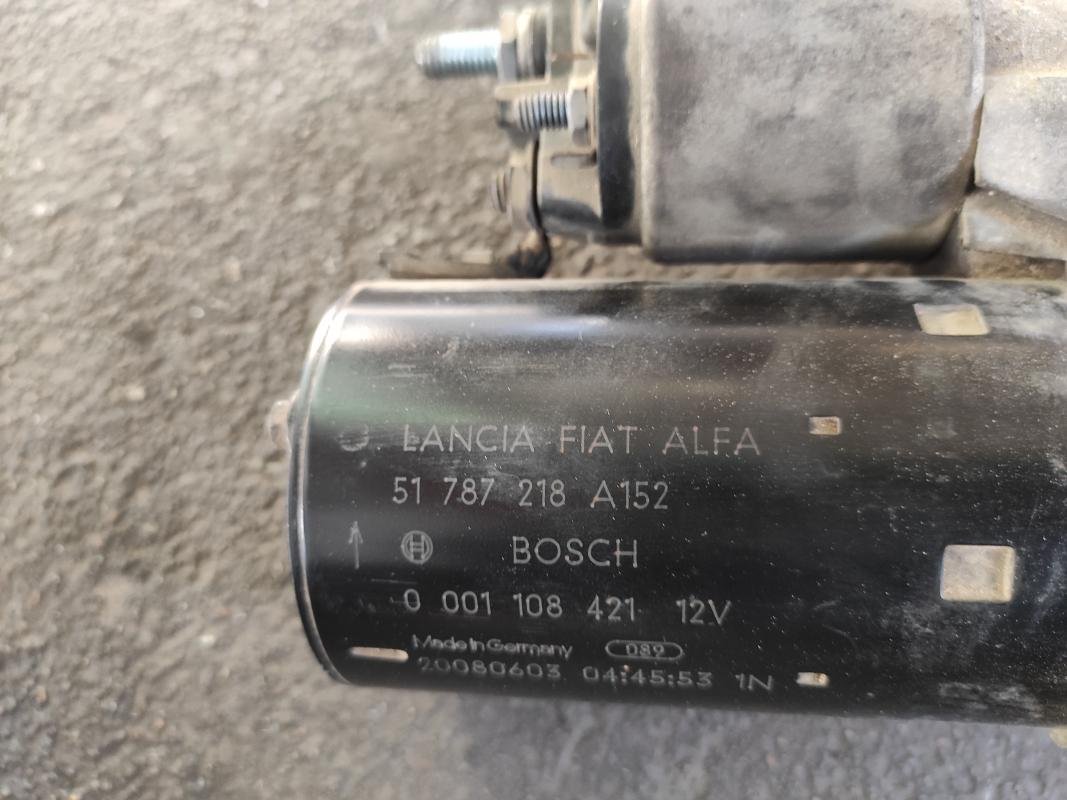 LANCIA FIAT ALFA
51 787 218 A152
BOSCH
0 001 108 421 12V
Made in Germany 089
20080603 04:45:53 1N